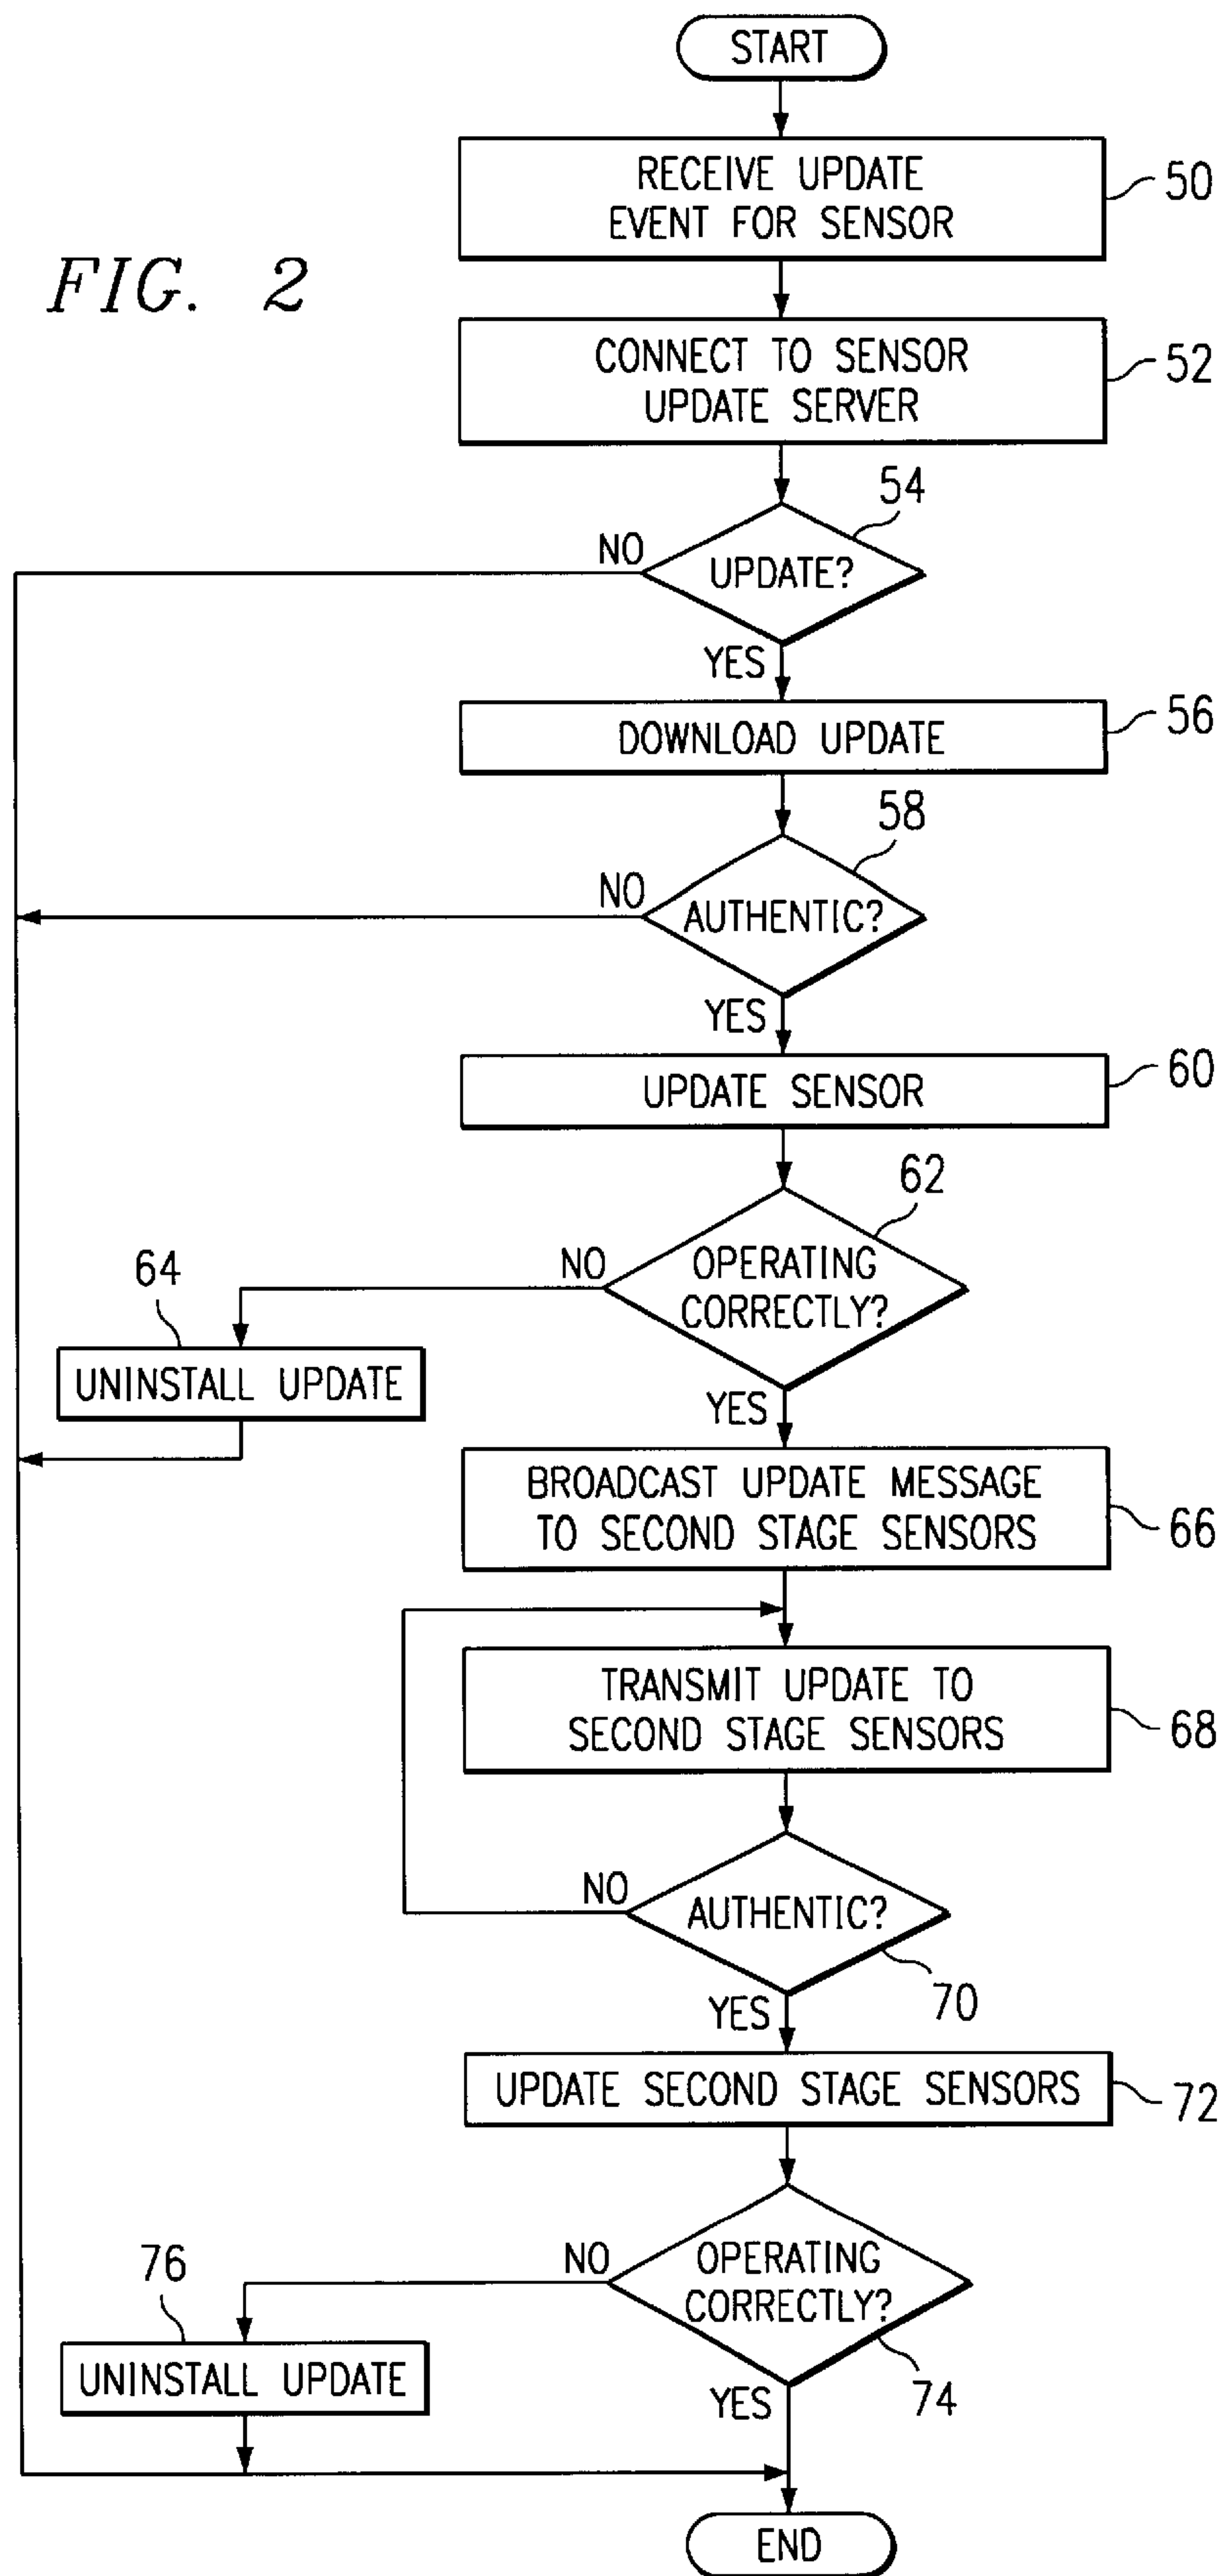 START
RECEIVE UPDATE
EVENT FOR SENSOR
50
FIG. 2
CONNECT TO SENSOR
UPDATE SERVER
52
54
NO
UPDATE?
YES
DOWNLOAD UPDATE
56
58
NO
AUTHENTIC?
YES
UPDATE SENSOR
60
62
NO
OPERATING
CORRECTLY?
64
UNINSTALL UPDATE
YES
BROADCAST UPDATE MESSAGE
TO SECOND STAGE SENSORS
66
TRANSMIT UPDATE TO
SECOND STAGE SENSORS
68
NO
AUTHENTIC?
70
YES
UPDATE SECOND STAGE SENSORS
72
NO
OPERATING
CORRECTLY?
76
UNINSTALL UPDATE
74
YES
END